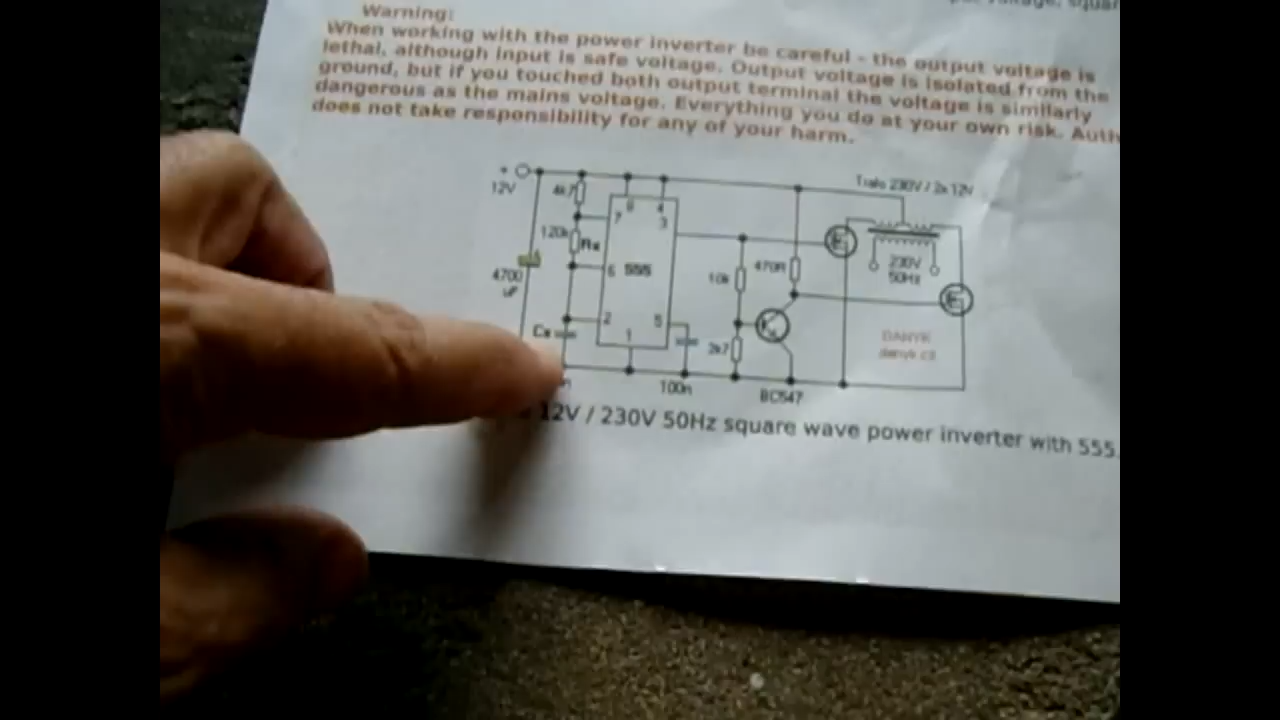 Warning:
When working with the power inverter be careful - the output voltage is
lethal, although input is safe voltage. Output voltage is isolated from the
ground, but if you touched both output terminal the voltage is similarly
dangerous as the mains voltage. Everything you do at your own risk. Auth
does not take responsibility for any of your harm.
+
12V
4k7
8
4
7
3
Trafo 230V / 2x 12V
120k
Rx
6
555
4700
uF
10k
470R
230V
50Hz
2
5
1
Cx
2k7
DANYK
danyk.cz
n
100n
BC547
12V / 230V 50Hz square wave power inverter with 555.